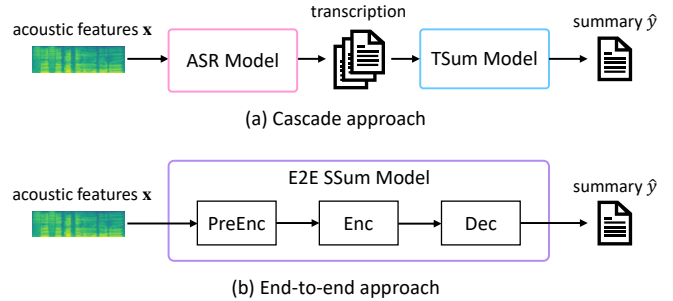 transcription
acoustic features x
summary ŷ
ASR Model
TSum Model
(a) Cascade approach
E2E SSum Model
acoustic features x
summary ŷ
PreEnc
Enc
Dec
(b) End-to-end approach